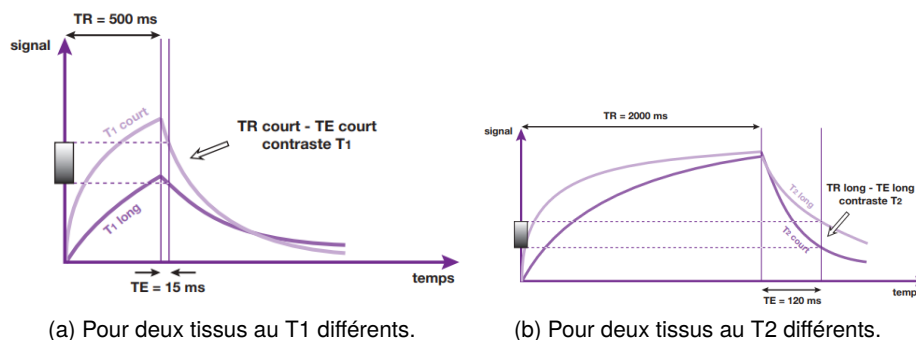 TR = 500 ms
signal
T1 court
T1 long
TR court - TE court
contraste T1
temps
TE = 15 ms
(a) Pour deux tissus au T1 différents.
TR = 2000 ms
signal
T2 long
T2 court
TR long - TE long
contraste T2
temps
TE = 120 ms
(b) Pour deux tissus au T2 différents.